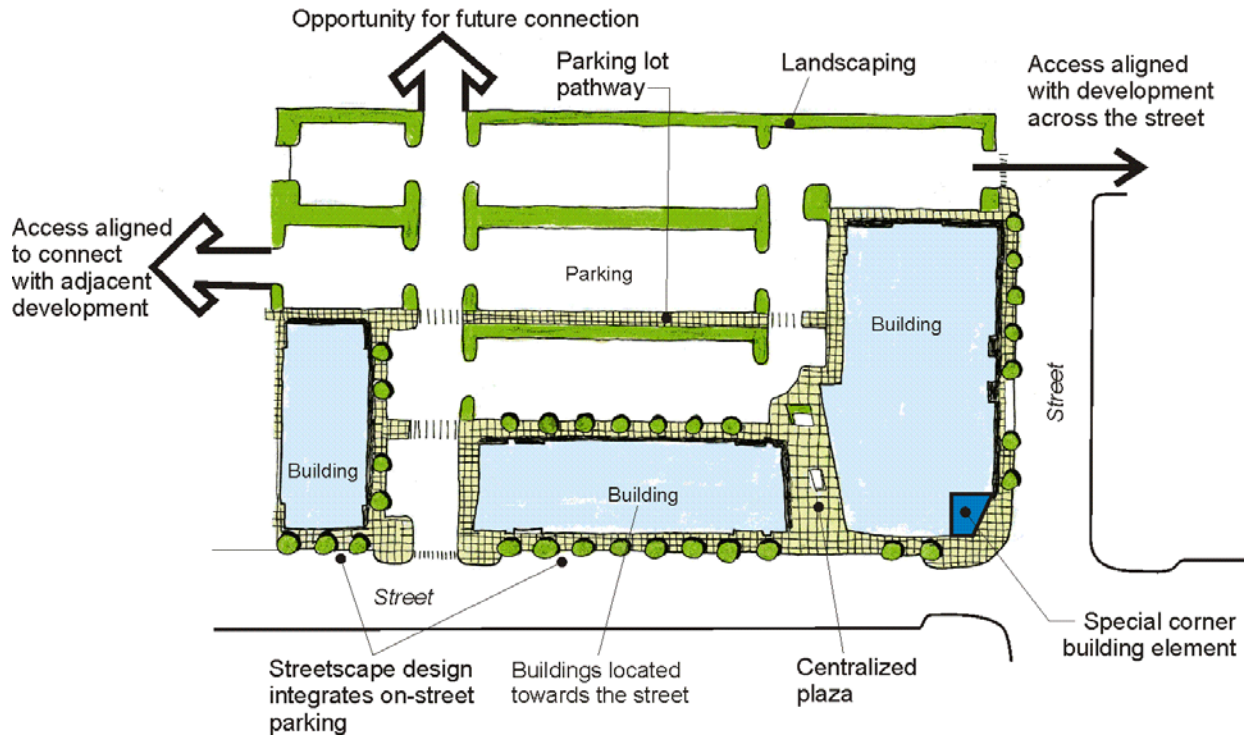 Opportunity for future connection
Parking lot
pathway
Landscaping
Access aligned
with development
across the street
Access aligned
to connect
with adjacent
development
Parking
Building
Building
Building
Street
Street
Streetscape design
integrates on-street
parking
Buildings located
towards the street
Centralized
plaza
Special corner
building element